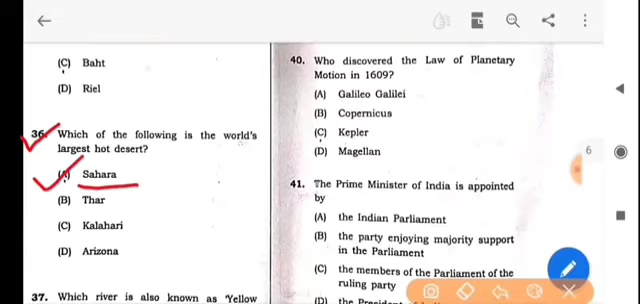 (C) Baht
(D) Riel
36. Which of the following is the world's
largest hot desert?
(A) Sahara
(B) Thar
(C) Kalahari
(D) Arizona
37. Which river is also known as 'Yellow
40. Who discovered the Law of Planetary
Motion in 1609?
(A) Galileo Galilei
(B) Copernicus
(C) Kepler
(D) Magellan
41. The Prime Minister of India is appointed
by
(A) the Indian Parliament
(B) the party enjoying majority support
in the Parliament
(C) the members of the Parliament of the
ruling party
(D) the
6